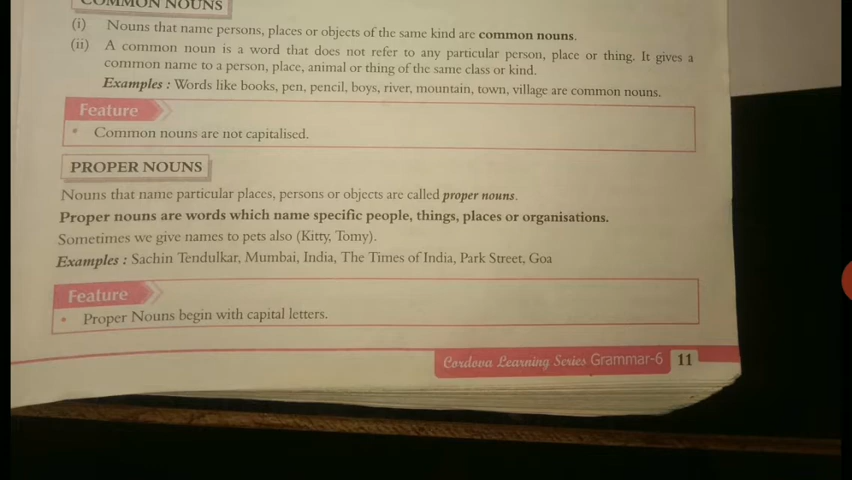 COMMON NOUNS
(i) Nouns that name persons, places or objects of the same kind are common nouns.
(ii) A common noun is a word that does not refer to any particular person, place or thing. It gives a
common name to a person, place, animal or thing of the same class or kind.
Examples : Words like books, pen, pencil, boys, river, mountain, town, village are common nouns.
Feature
• Common nouns are not capitalised.
PROPER NOUNS
Nouns that name particular places, persons or objects are called proper nouns.
Proper nouns are words which name specific people, things, places or organisations.
Sometimes we give names to pets also (Kitty, Tomy).
Examples : Sachin Tendulkar, Mumbai, India, The Times of India, Park Street, Goa
Feature
• Proper Nouns begin with capital letters.
Cordova Learning Series Grammar-6 11